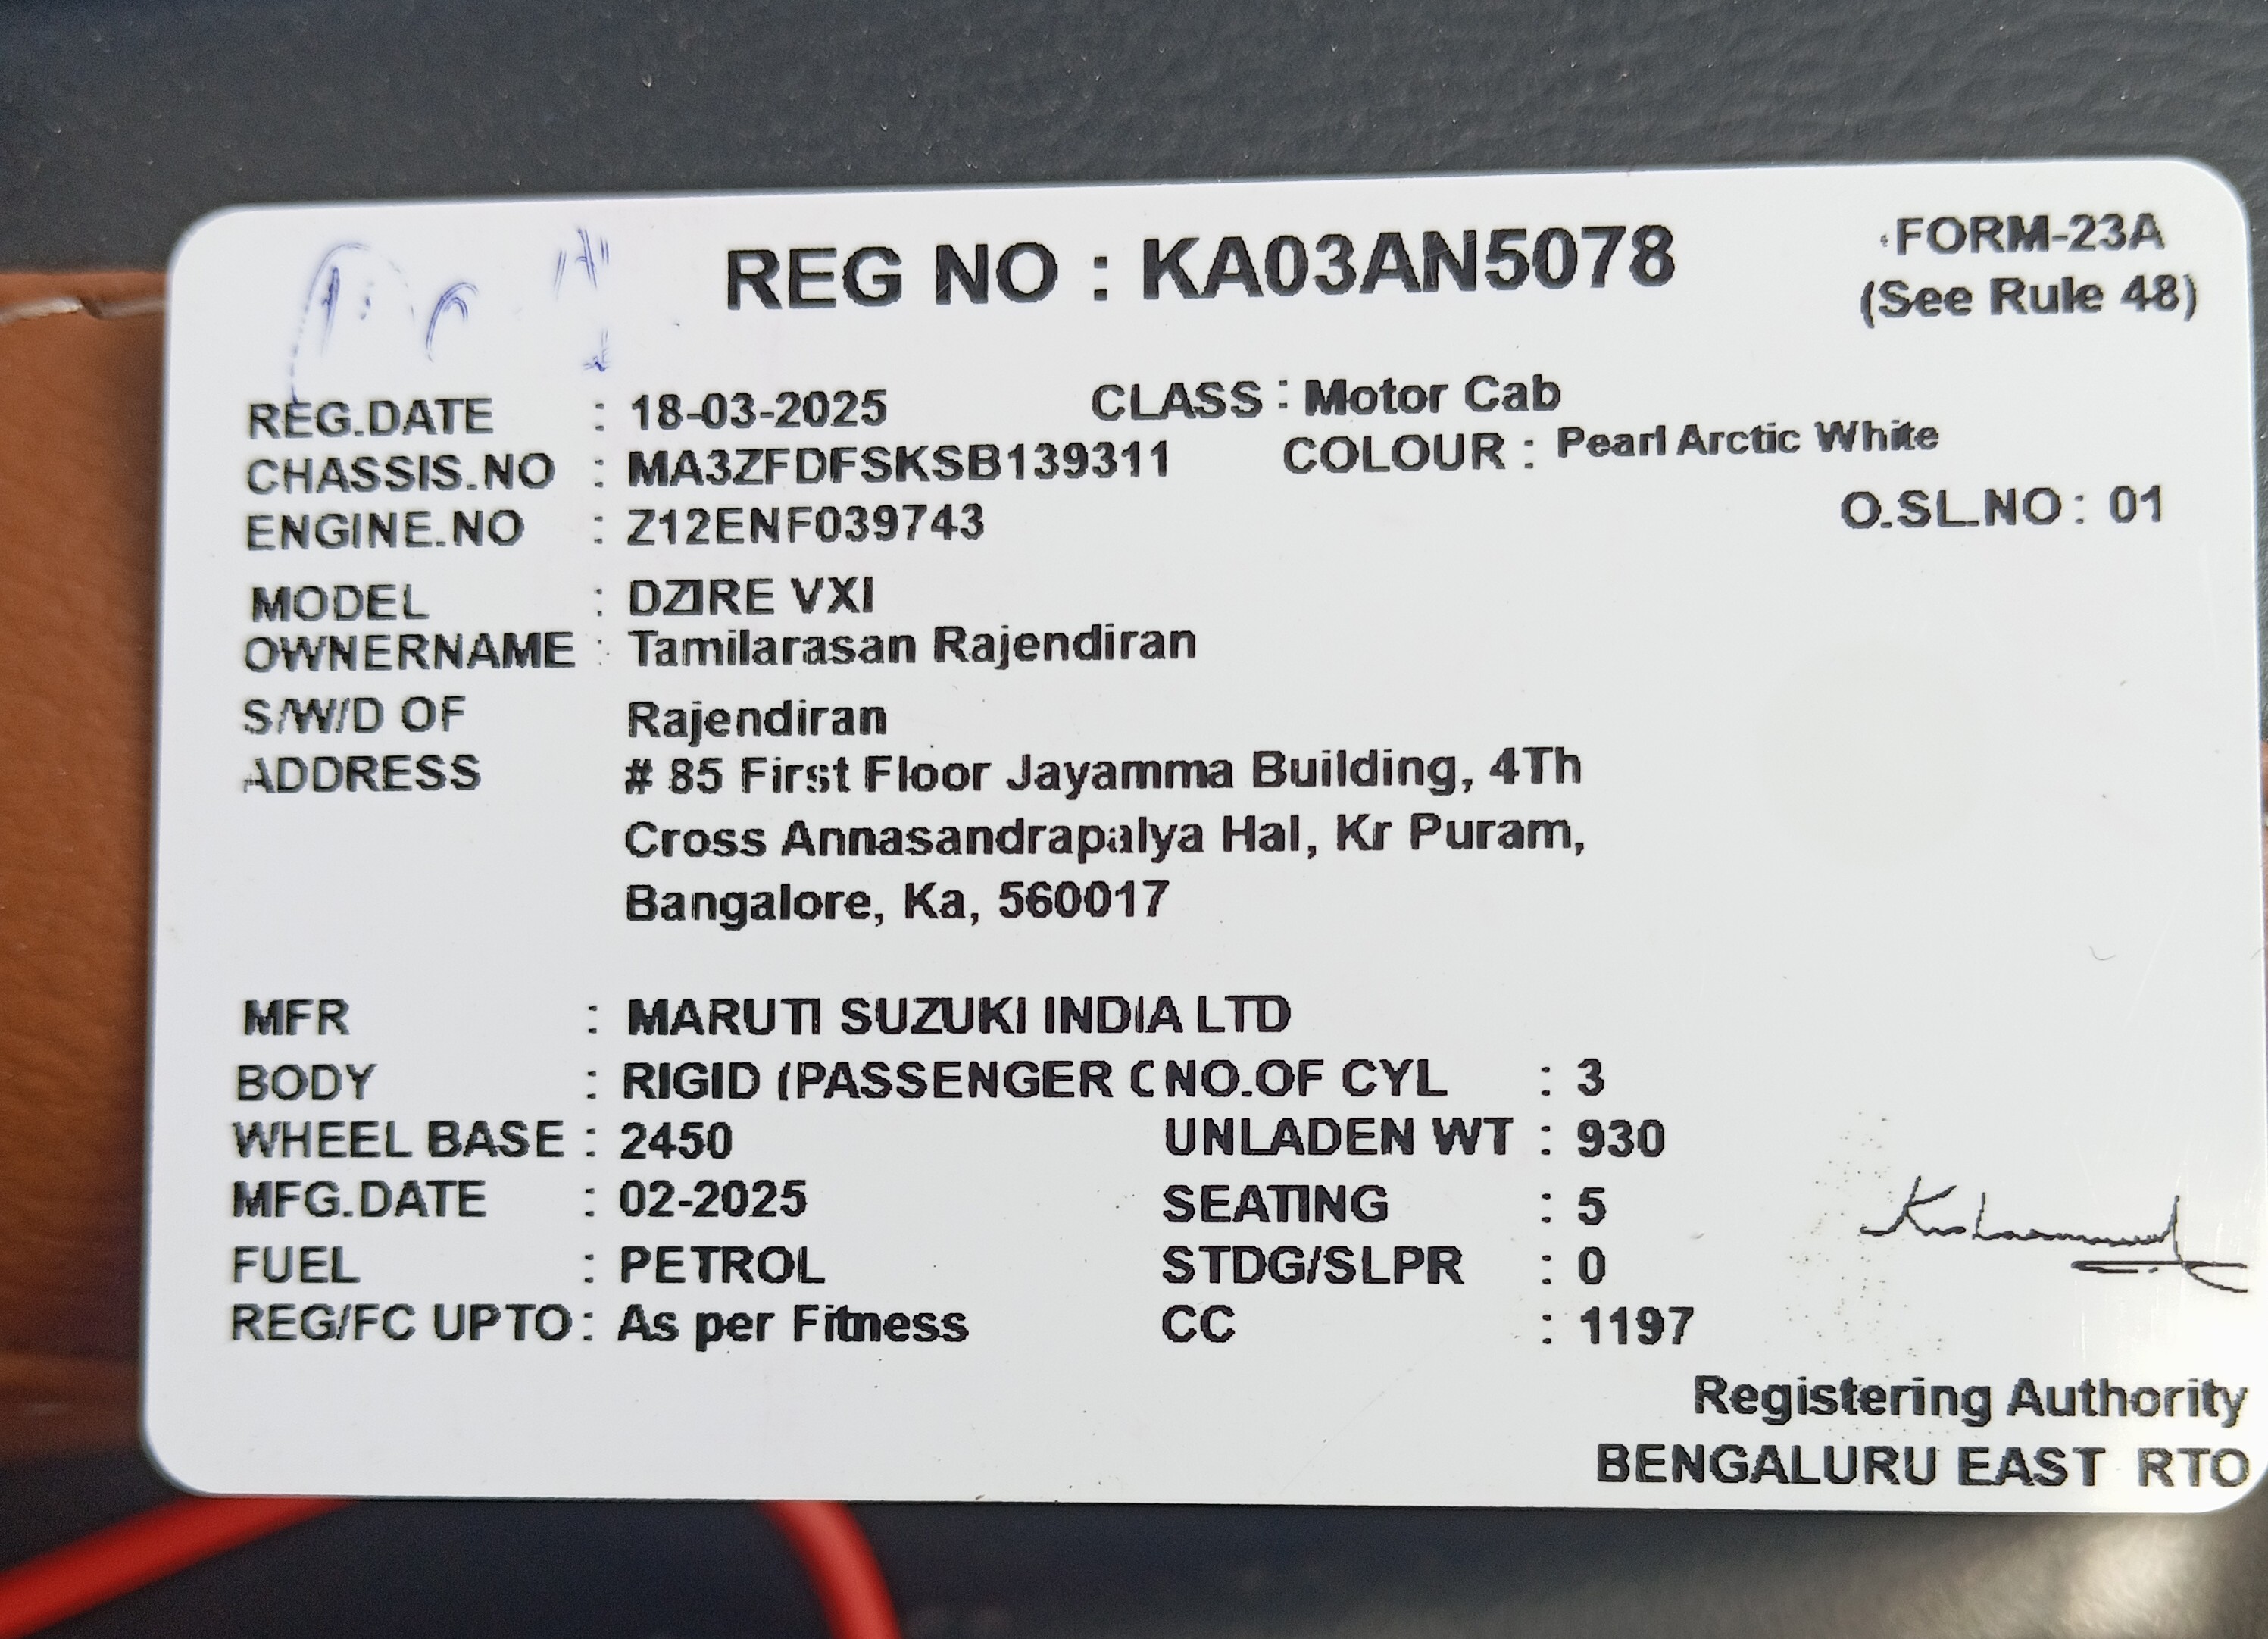 REG NO : KA03AN5078
FORM-23A
(See Rule 48)
REG.DATE : 18-03-2025 CLASS : Motor Cab
CHASSIS.NO : MA3ZFDFSKSB139311 COLOUR : Pearl Arctic White
ENGINE.NO : Z12ENF039743 O.SL.NO : 01
MODEL : DZIRE VXI
OWNERNAME : Tamilarasan Rajendiran
S/W/D OF Rajendiran
ADDRESS # 85 First Floor Jayamma Building, 4Th
Cross Annasandrapalya Hal, Kr Puram,
Bangalore, Ka, 560017
MFR : MARUTI SUZUKI INDIA LTD
BODY : RIGID (PASSENGER C NO.OF CYL : 3
WHEEL BASE : 2450 UNLADEN WT : 930
MFG.DATE : 02-2025 SEATING : 5
FUEL : PETROL STDG/SLPR : 0
REG/FC UPTO : As per Fitness CC : 1197
Registering Authority
BENGALURU EAST RTO